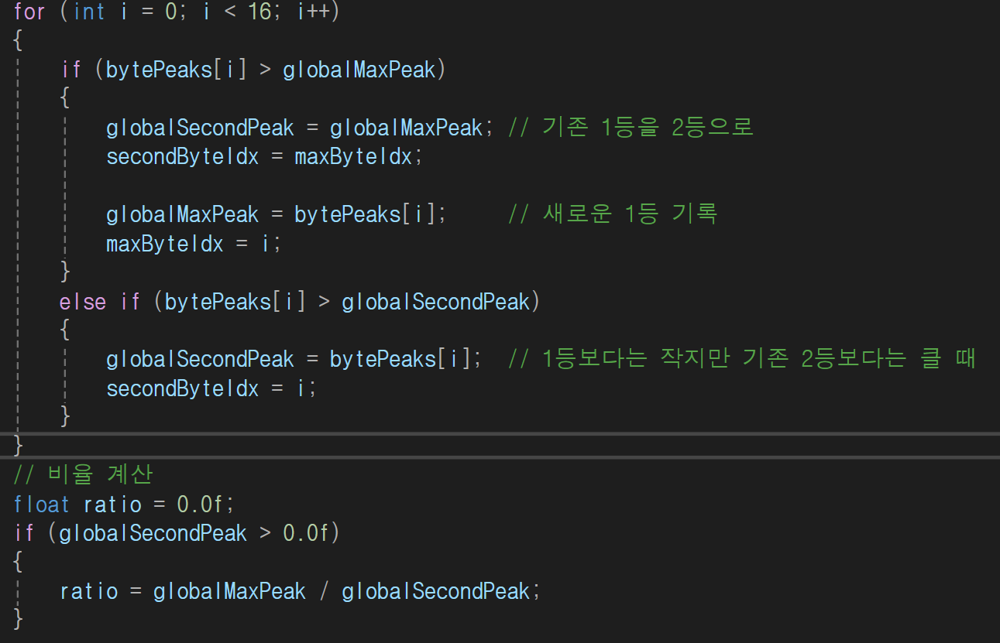 for (int i = 0; i < 16; i++)
{
if (bytePeaks[i] > globalMaxPeak)
{
globalSecondPeak = globalMaxPeak; // 기존 1등을 2등으로
secondByteIdx = maxByteIdx;
globalMaxPeak = bytePeaks[i]; // 새로운 1등 기록
maxByteIdx = i;
}
else if (bytePeaks[i] > globalSecondPeak)
{
globalSecondPeak = bytePeaks[i]; // 1등보다는 작지만 기존 2등보다는 클 때
secondByteIdx = i;
}
}
// 비율 계산
float ratio = 0.0f;
if (globalSecondPeak > 0.0f)
{
ratio = globalMaxPeak / globalSecondPeak;
}